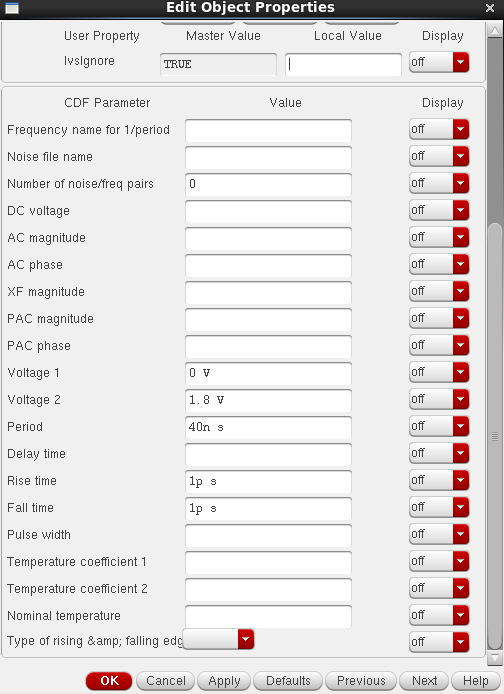 Edit Object Properties
User Property Master Value Local Value Display
lvsIgnore TRUE off
CDF Parameter Value Display
Frequency name for 1/period off
Noise file name off
Number of noise/freq pairs 0 off
DC voltage off
AC magnitude off
AC phase off
XF magnitude off
PAC magnitude off
PAC phase off
Voltage 1 0 V off
Voltage 2 1.8 V off
Period 40n s off
Delay time off
Rise time 1p s off
Fall time 1p s off
Pulse width off
Temperature coefficient 1 off
Temperature coefficient 2 off
Nominal temperature off
Type of rising &amp; falling edg off
OK Cancel Apply Defaults Previous Next Help